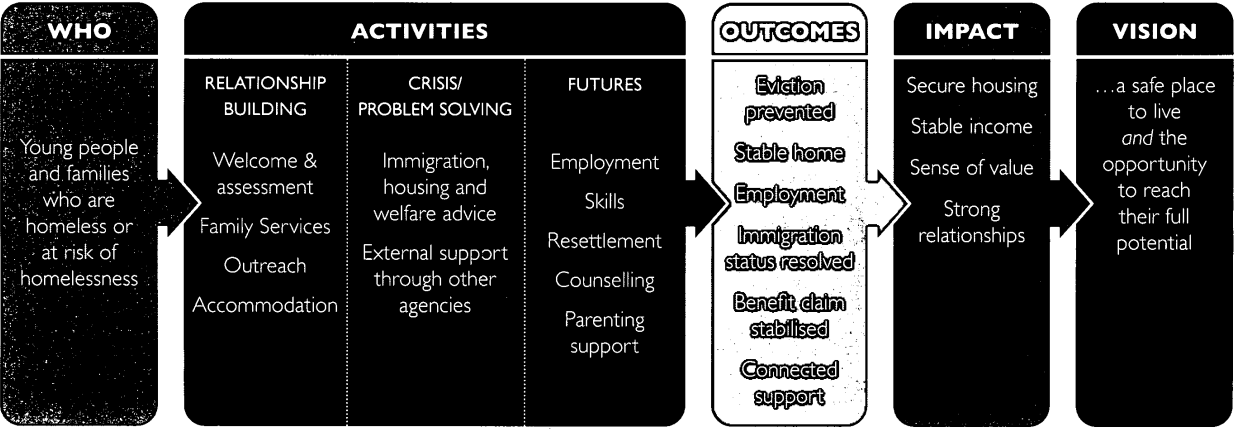 WHO
Young people
and families
who are
homeless or
at risk of
homelessness
ACTIVITIES
RELATIONSHIP
BUILDING
Welcome &
assessment
Family Services
Outreach
Accommodation
CRISIS/
PROBLEM SOLVING
Immigration,
housing and
welfare advice
External support
through other
agencies
FUTURES
Employment
Skills
Resettlement
Counselling
Parenting
support
OUTCOMES
Eviction
prevented
Stable home
Employment
Immigration
status resolved
Benefit claim
stabilised
Connected
support
IMPACT
Secure housing
Stable income
Sense of value
Strong
relationships
VISION
...a safe place
to live
and the
opportunity
to reach
their full
potential